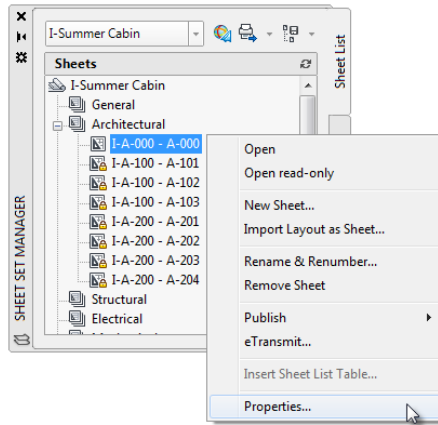 I-Summer Cabin
Sheets
I-Summer Cabin
General
Architectural
I-A-000 - A-000
I-A-100 - A-101
I-A-100 - A-102
I-A-100 - A-103
I-A-200 - A-201
I-A-200 - A-202
I-A-200 - A-203
I-A-200 - A-204
Structural
Electrical
Sheet List
SHEET SET MANAGER
Open
Open read-only
New Sheet...
Import Layout as Sheet...
Rename & Renumber...
Remove Sheet
Publish
eTransmit...
Insert Sheet List Table...
Properties...